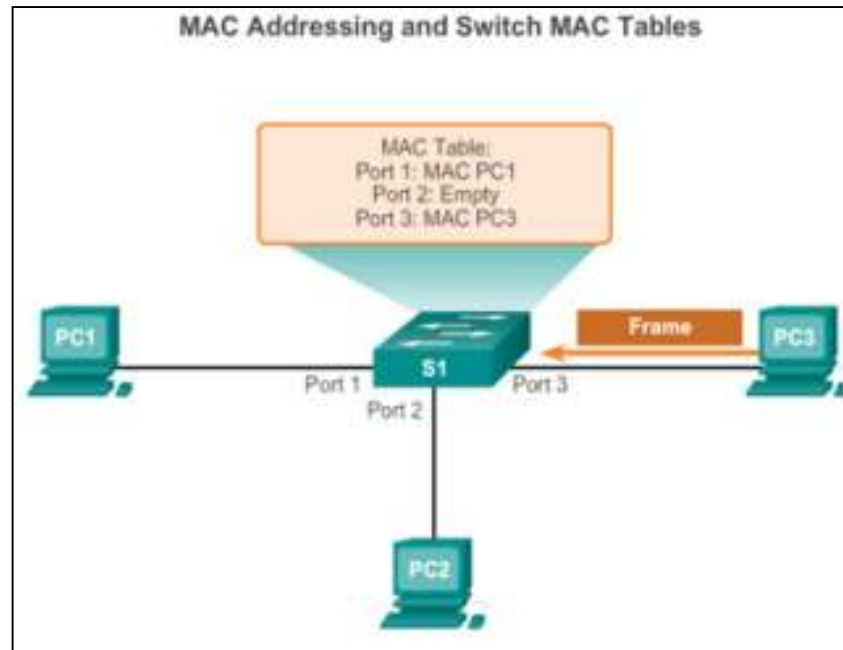 MAC Addressing and Switch MAC Tables
MAC Table:
Port 1: MAC PC1
Port 2: Empty
Port 3: MAC PC3
PC1
Frame
PC3
S1
Port 1
Port 3
Port 2
PC2